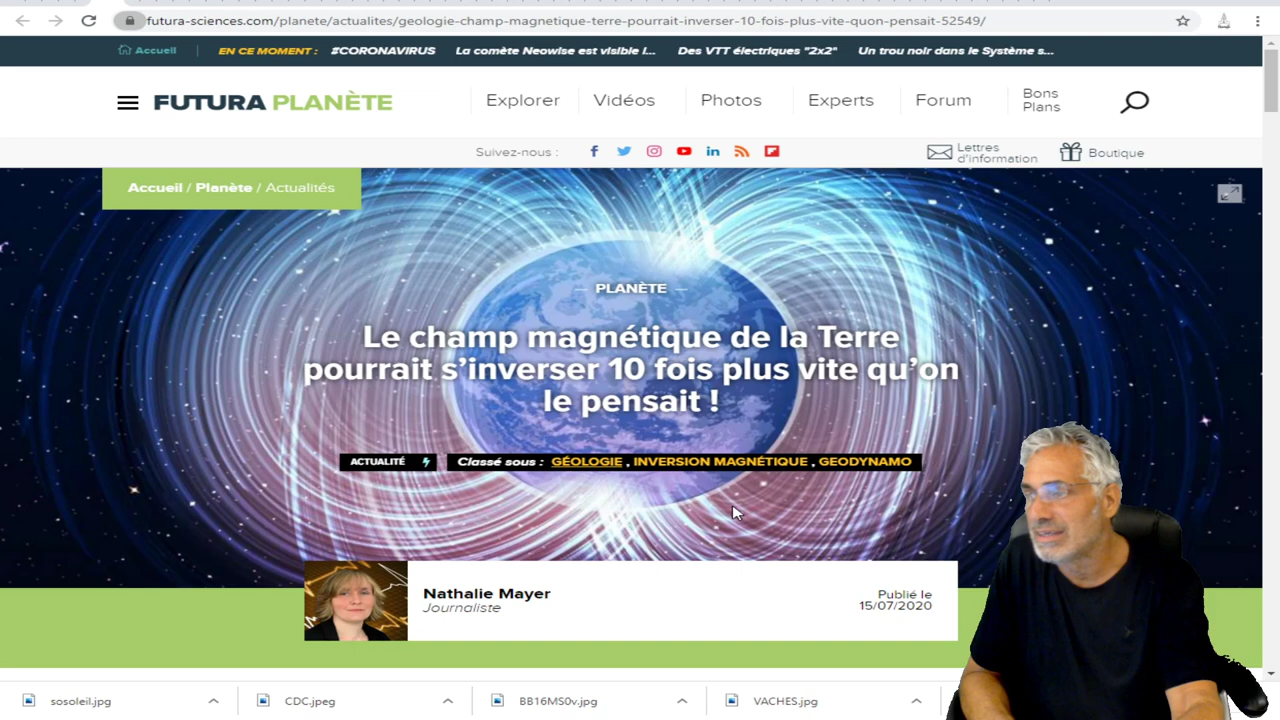 futura-sciences.com/planete/actualites/geologie-champ-magnetique-terre-pourrait-inverser-10-fois-plus-vite-quon-pensait-52549/
Accueil | EN CE MOMENT : #CORONAVIRUS La comète Neowise est visible l... Des VTT électriques "2x2" Un trou noir dans le Système s...
FUTURA PLANÈTE
Explorer Vidéos Photos Experts Forum Bons Plans
Suivez-nous :
Lettres d'information
Boutique
Accueil / Planète / Actualités
PLANÈTE
Le champ magnétique de la Terre
pourrait s'inverser 10 fois plus vite qu'on
le pensait !
ACTUALITÉ Classé sous : GÉOLOGIE , INVERSION MAGNÉTIQUE , GEODYNAMO
Nathalie Mayer
Journaliste
Publié le
15/07/2020
sosoleil.jpg CDC.jpeg BB16MS0v.jpg VACHES.jpg